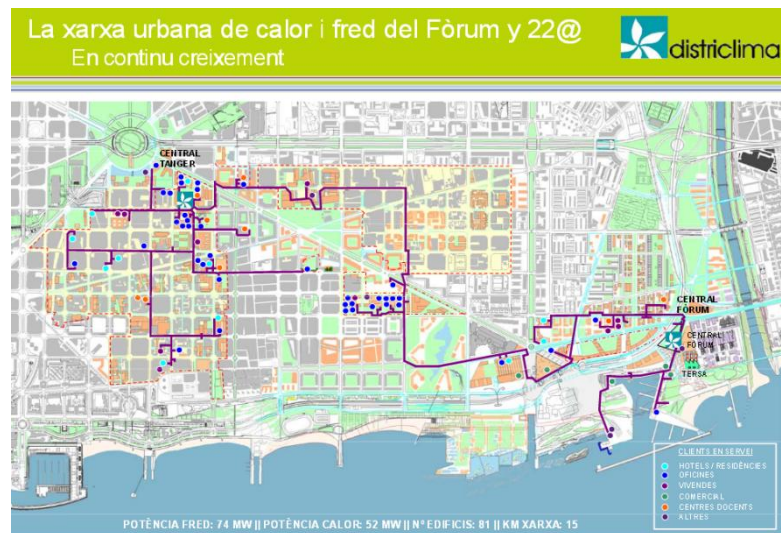 La xarxa urbana de calor i fred del Fòrum y 22@
En continu creixement
districlima
CENTRAL
TANGER
CENTRAL
FÒRUM
CENTRAL
FÒRUM
TERSA
CLIENTS EN SERVEI
HOTELS / RESIDÈNCIES
OFICINES
VIVENDES
COMERCIAL
CENTRES DOCENTS
ALTRES
POTÈNCIA FRED: 74 MW || POTÈNCIA CALOR: 52 MW || Nº EDIFICIS: 81 || KM XARXA: 15